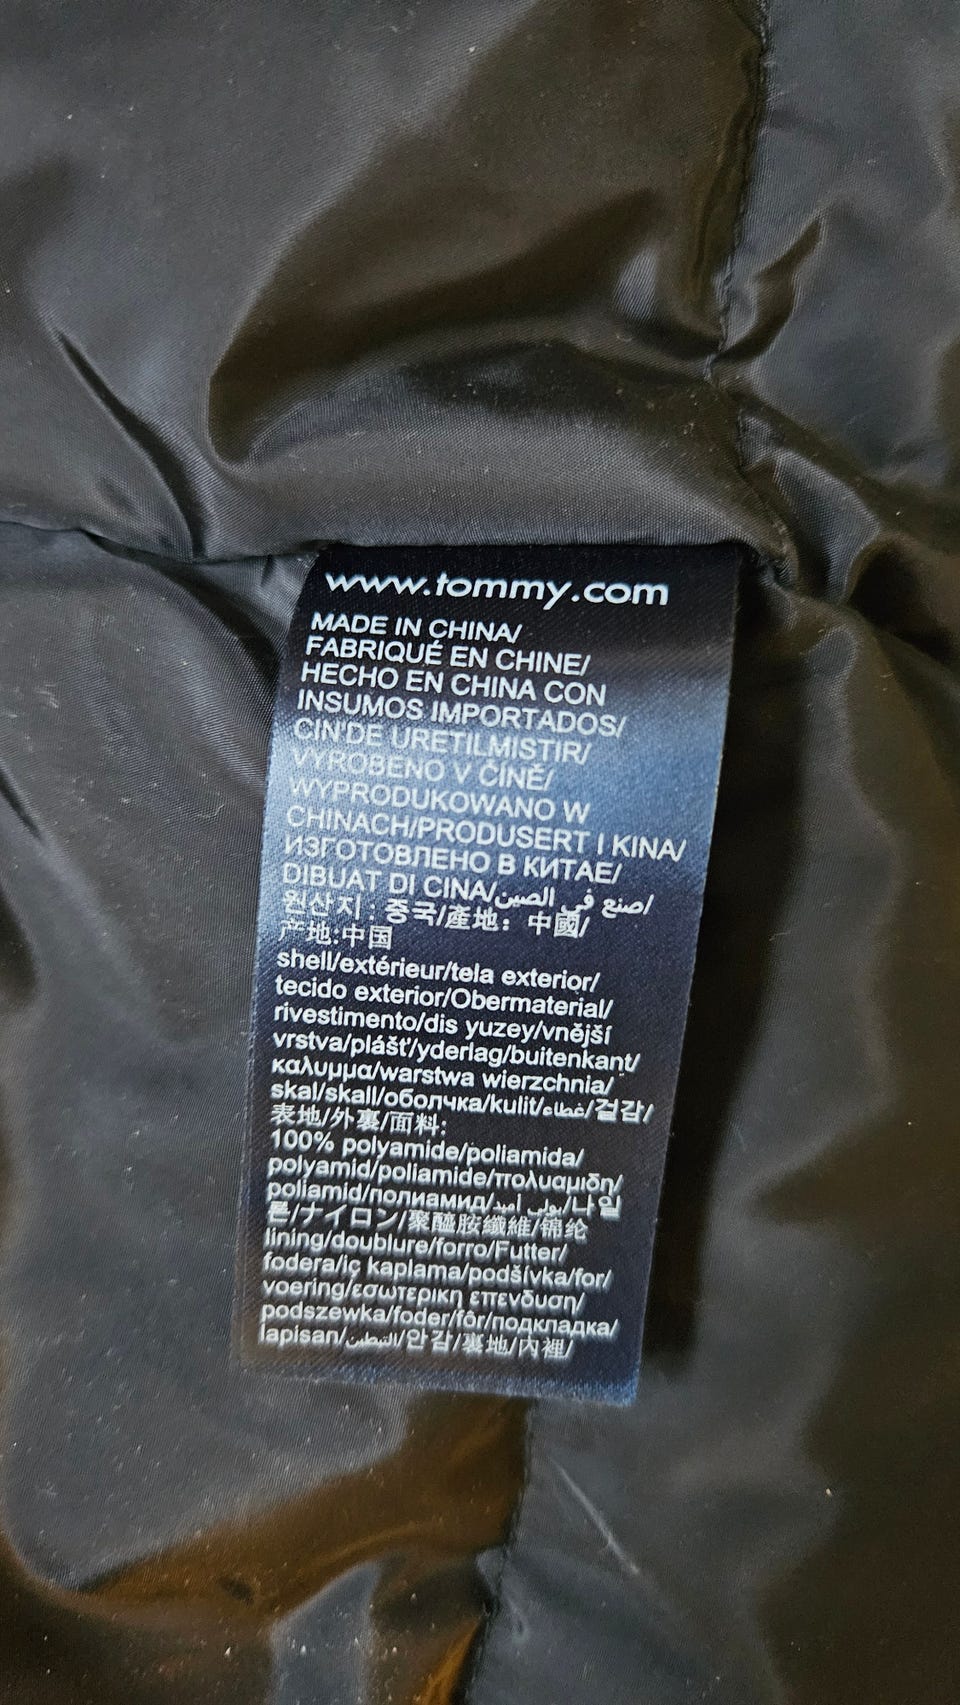 www.tommy.com
MADE IN CHINA/
FABRIQUÉ EN CHINE/
HECHO EN CHINA CON
INSUMOS IMPORTADOS/
CIN'DE URETILMISTIR/
VYROBENO V ČÍNĚ/
WYPRODUKOWANO W
CHINACH/PRODUSERT I KINA/
ИЗГОТОВЛЕНО В КИТАЕ/
DIBUAT DI CINA/صنع في الصين/
원산지 : 중국/產地: 中國/
产地:中国
shell/extérieur/tela exterior/
tecido exterior/Obermaterial/
rivestimento/dis yuzey/vnější
vrstva/plášť/yderlag/buitenkant/
καλυμμα/warstwa wierzchnia/
skal/skall/оболчка/kulit/غطاء/겉감/
表地/外裏/面料:
100% polyamide/poliamida/
polyamid/poliamide/πολυαμιδη/
poliamid/полиамид/بولي أميد/나일
론/ナイロン/聚醯胺纖維/锦纶
lining/doublure/forro/Futter/
fodera/iç kaplama/podšívka/for/
voering/εσωτερικη επενδυση/
podszewka/foder/fôr/подкладка/
lapisan/التبطين/안감/裏地/內裡/